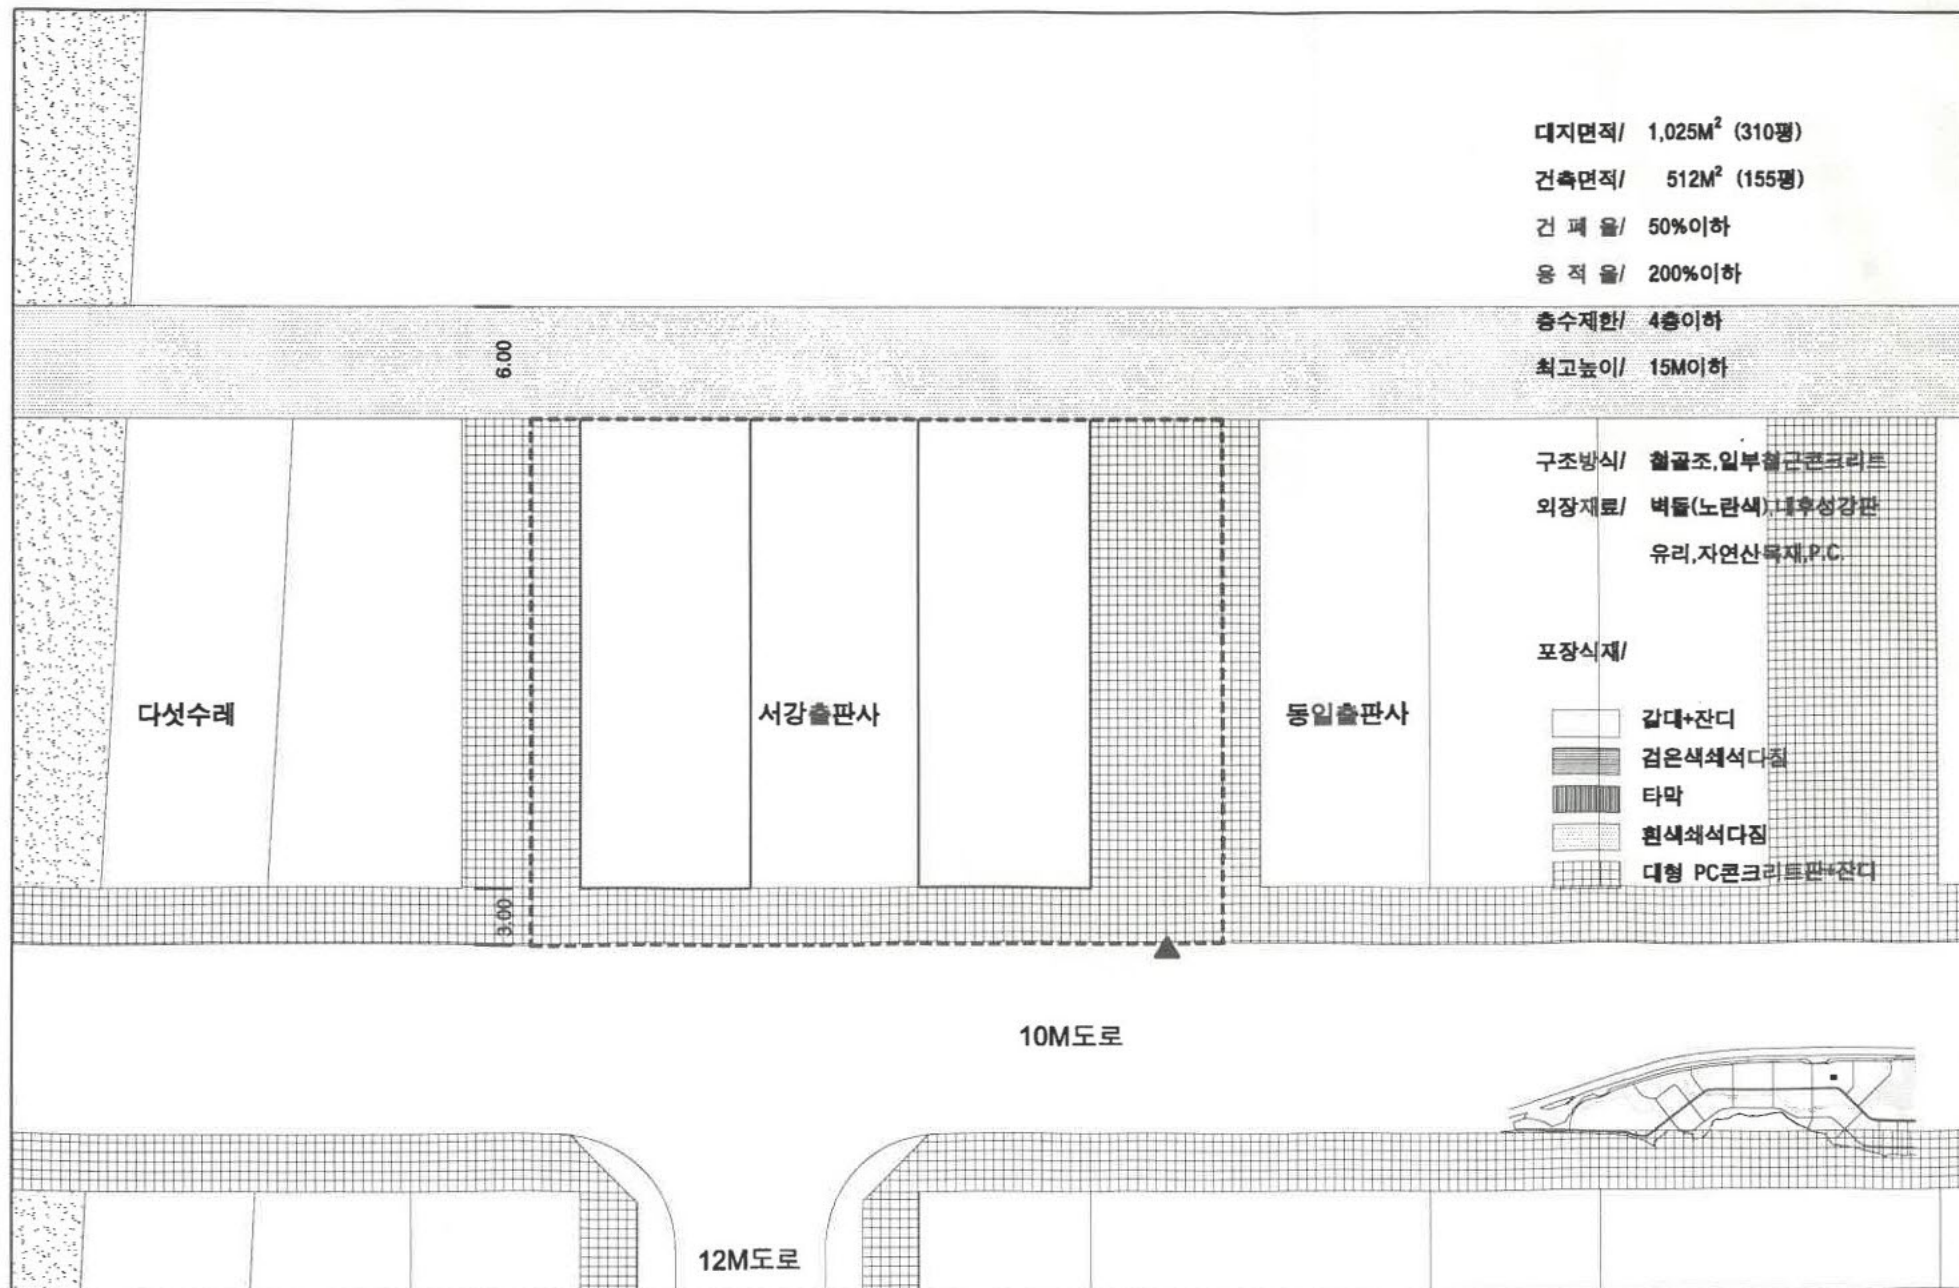 대지면적/ 1,025M² (310평)
건축면적/ 512M² (155평)
건 폐 율/ 50%이하
용 적 율/ 200%이하
층수제한/ 4층이하
최고높이/ 15M이하
6.00
구조방식/ 철골조,일부철근콘크리트
외장재료/ 벽돌(노란색),내후성강판
유리,자연산목재,P.C.
포장식재/
다섯수레
서강출판사
동일출판사
갈대+잔디
검은색쇄석다짐
타막
흰색쇄석다짐
대형 PC콘크리트판+잔디
3.00
10M도로
12M도로